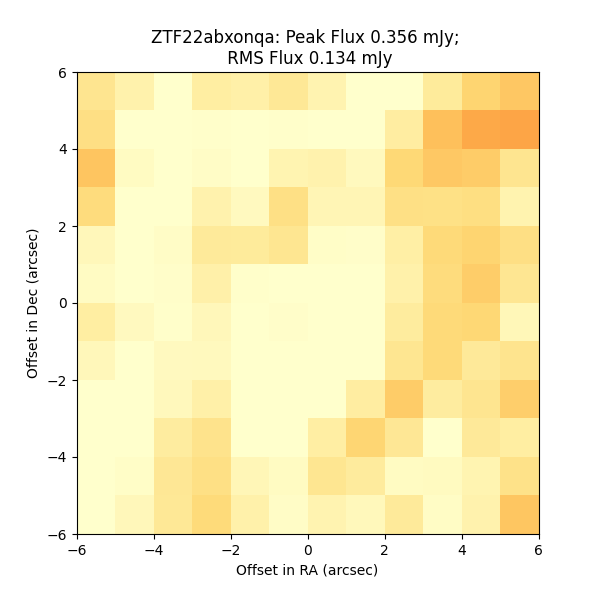 ZTF22abxonqa: Peak Flux 0.356 mJy;
RMS Flux 0.134 mJy
6
4
2
0
−2
−4
−6
Offset in Dec (arcsec)
−6 −4 −2 0 2 4 6
Offset in RA (arcsec)